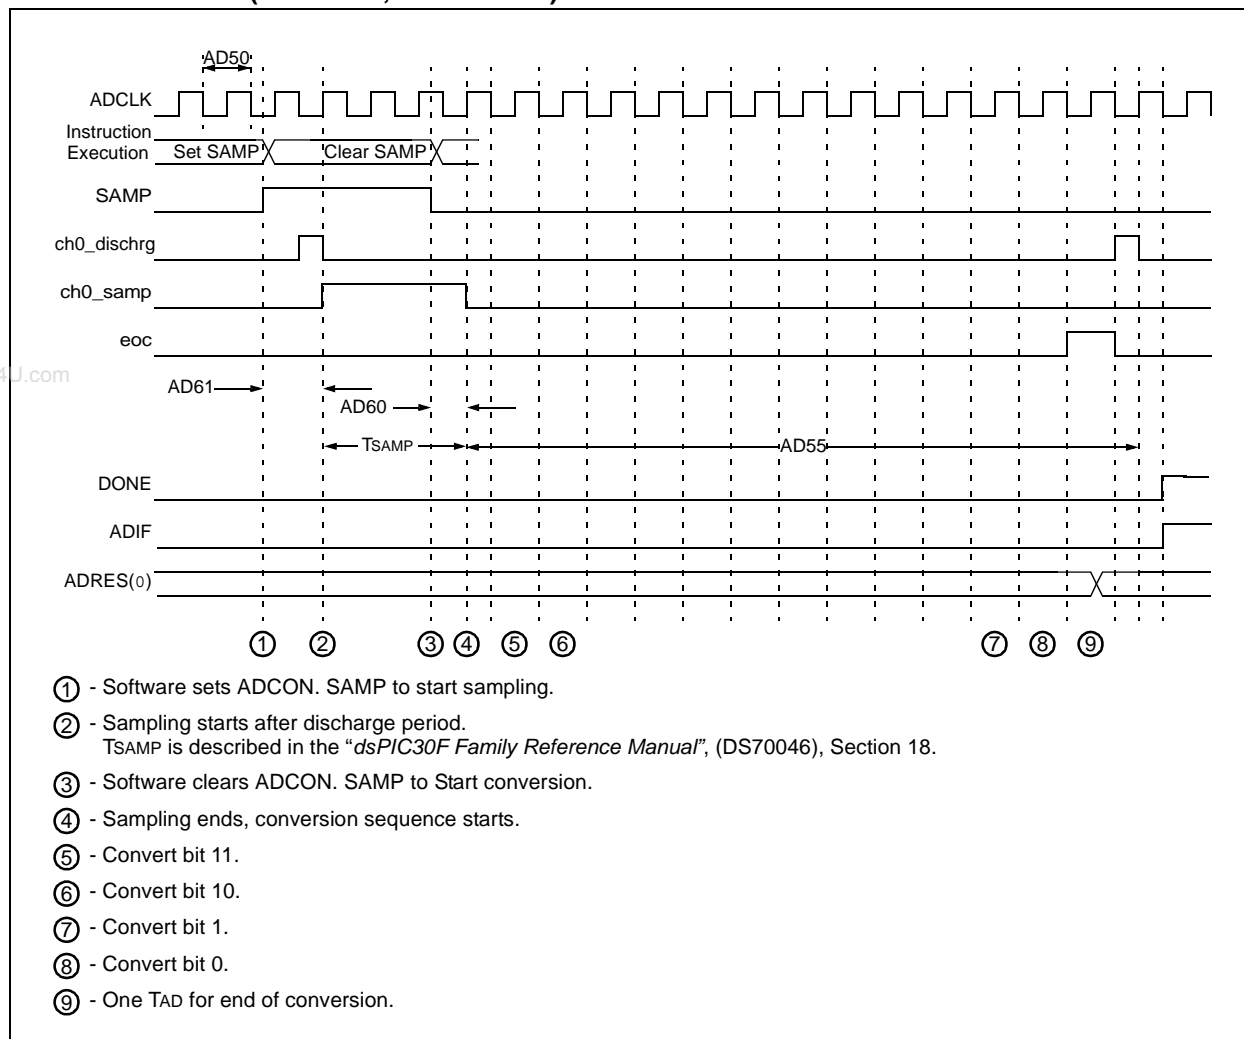 AD50
ADCLK
Instruction
Execution
Set SAMP
Clear SAMP
SAMP
ch0_dischrg
ch0_samp
eoc
4U.com
AD61
AD60
TSAMP
AD55
DONE
ADIF
ADRES(0)
1 2 3 4 5 6 7 8 9
1 - Software sets ADCON. SAMP to start sampling.
2 - Sampling starts after discharge period.
TSAMP is described in the “dsPIC30F Family Reference Manual”, (DS70046), Section 18.
3 - Software clears ADCON. SAMP to Start conversion.
4 - Sampling ends, conversion sequence starts.
5 - Convert bit 11.
6 - Convert bit 10.
7 - Convert bit 1.
8 - Convert bit 0.
9 - One TAD for end of conversion.